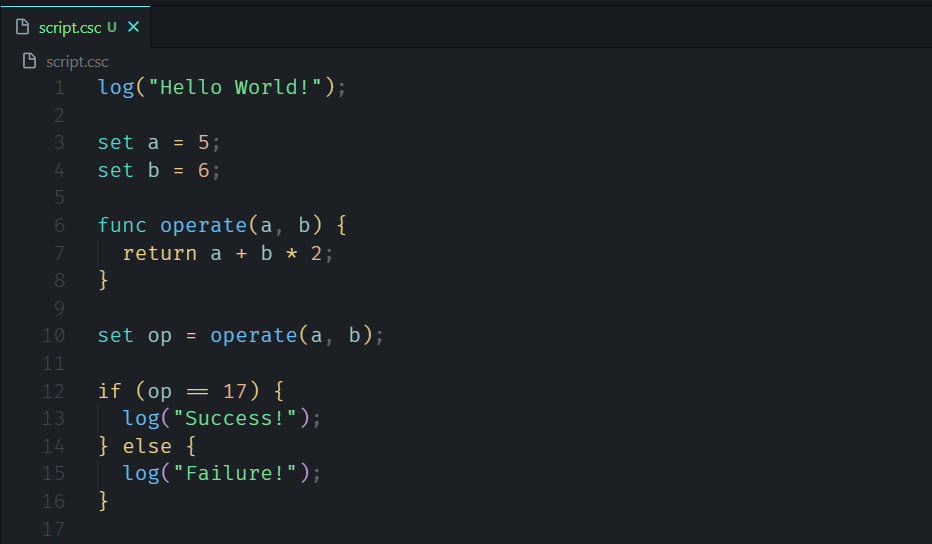 script.csc U ×
script.csc
1 log("Hello World!");
2
3 set a = 5;
4 set b = 6;
5
6 func operate(a, b) {
7   return a + b * 2;
8 }
9
10 set op = operate(a, b);
11
12 if (op == 17) {
13   log("Success!");
14 } else {
15   log("Failure!");
16 }
17